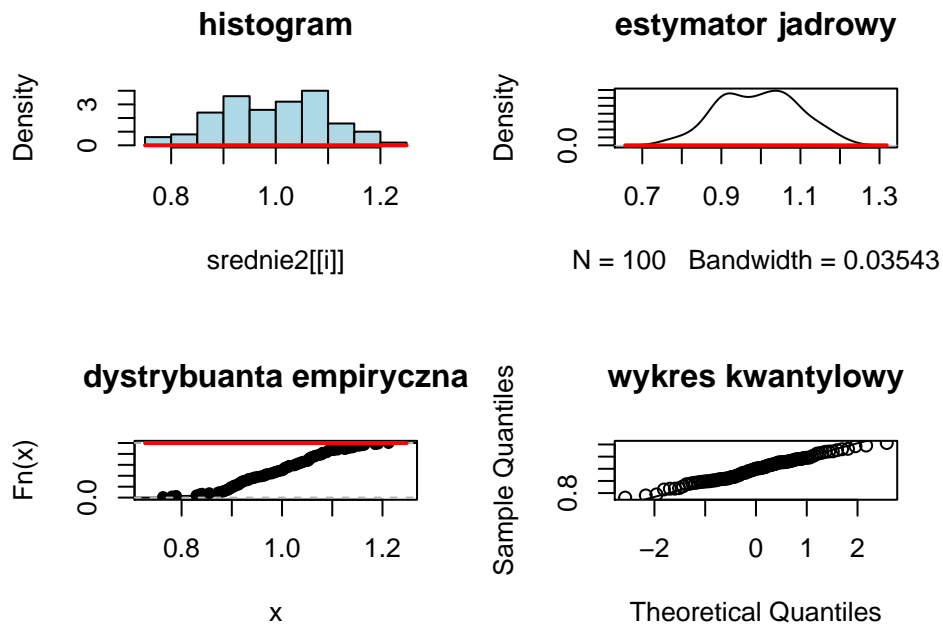 histogram
Density
0
3
0.8 1.0 1.2
srednie2[[i]]
estymator jadrowy
Density
0.0
0.7 0.9 1.1 1.3
N = 100 Bandwidth = 0.03543
dystrybuanta empiryczna
Fn(x)
0.0
0.8 1.0 1.2
x
wykres kwantylowy
Sample Quantiles
0.8
−2 0 1 2
Theoretical Quantiles